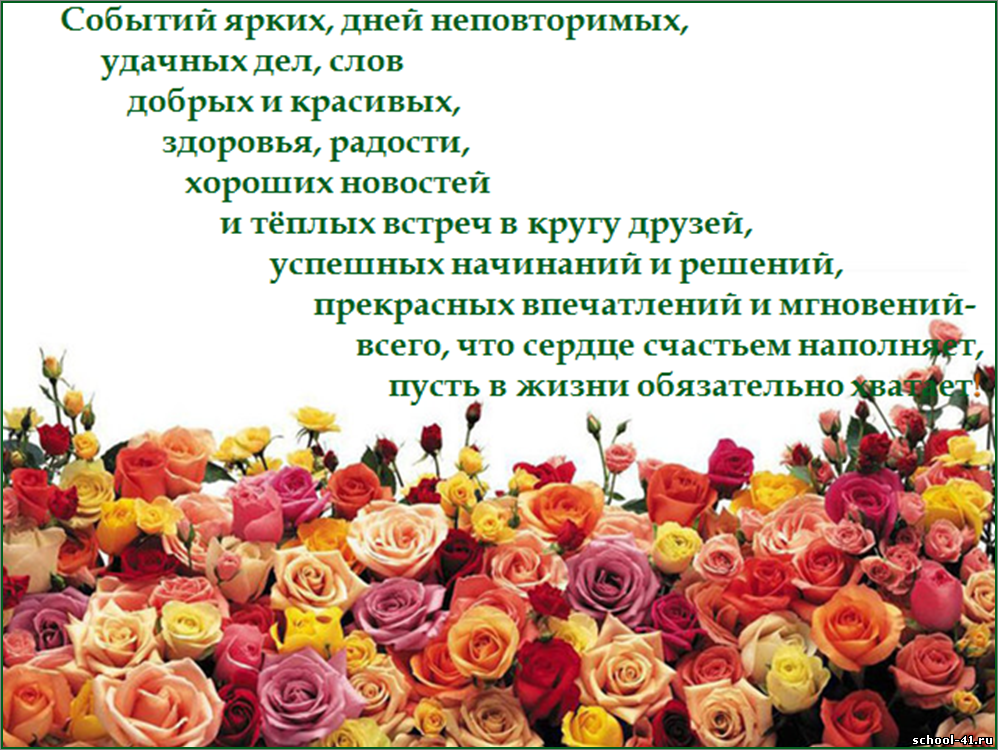 Событий ярких, дней неповторимых,
удачных дел, слов
добрых и красивых,
здоровья, радости,
хороших новостей
и тёплых встреч в кругу друзей,
успешных начинаний и решений,
прекрасных впечатлений и мгновений-
всего, что сердце счастьем наполняет,
пусть в жизни обязательно хватает!
school-41.ru